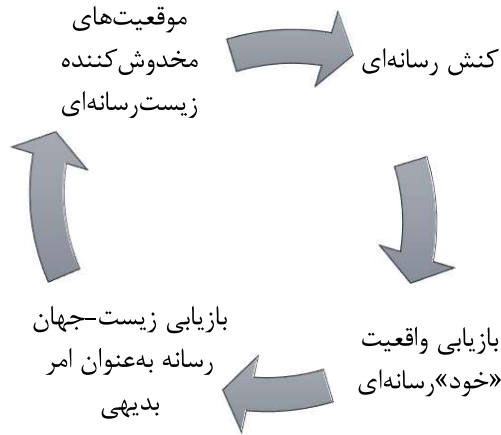 موقعیت‌های
مخدوش‌کننده
زیست‌رسانه‌ای
کنش رسانه‌ای
بازیابی واقعیت
«خود»رسانه‌ای
بازیابی زیست-جهان
رسانه به‌عنوان امر
بدیهی